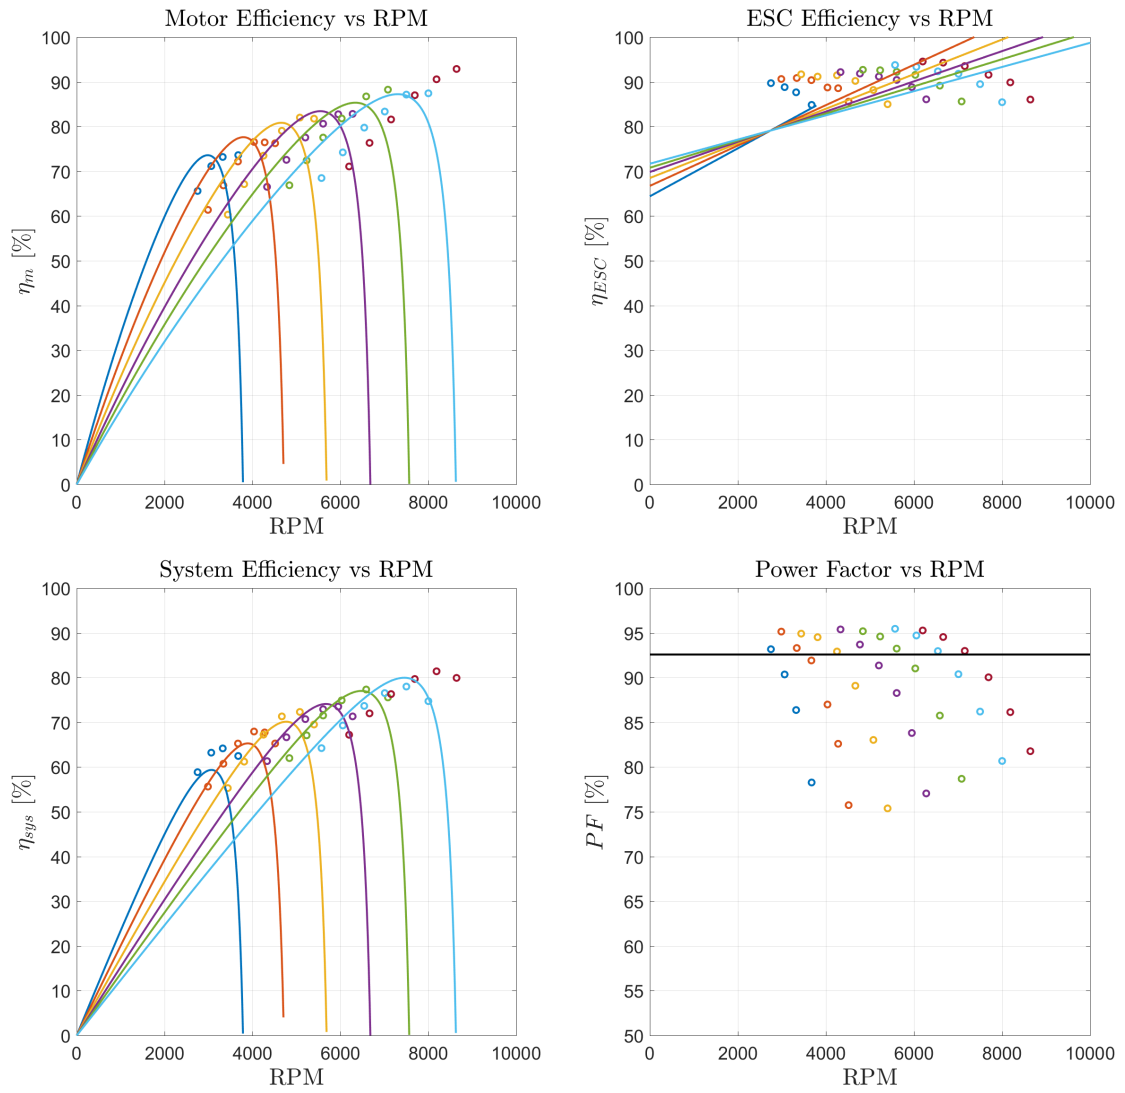 Motor Efficiency vs RPM
100
90
80
70
60
50
40
30
20
10
0
η_m [%]
0 2000 4000 6000 8000 10000
RPM
ESC Efficiency vs RPM
100
90
80
70
60
50
40
30
20
10
0
η_ESC [%]
0 2000 4000 6000 8000 10000
RPM
System Efficiency vs RPM
100
90
80
70
60
50
40
30
20
10
0
η_sys [%]
0 2000 4000 6000 8000 10000
RPM
Power Factor vs RPM
100
95
90
85
80
75
70
65
60
55
50
PF [%]
0 2000 4000 6000 8000 10000
RPM